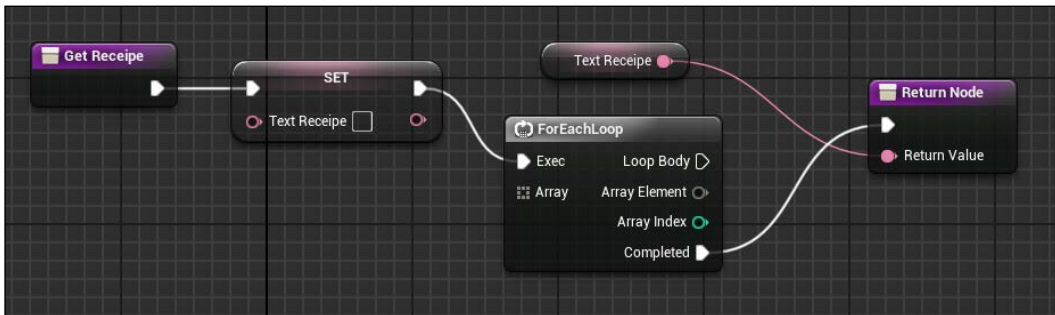 Get Receipe
SET
Text Receipe
Text Receipe
ForEachLoop
Exec
Loop Body
Array
Array Element
Array Index
Completed
Return Node
Return Value